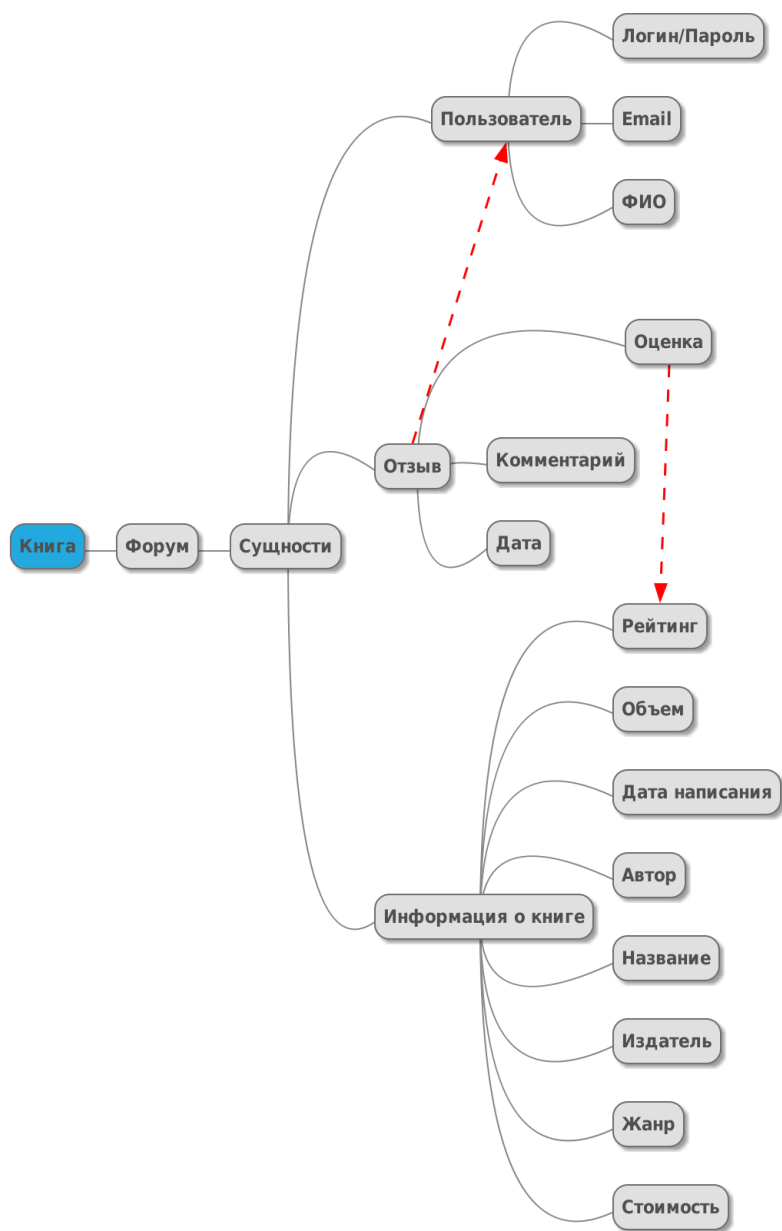 Логин/Пароль
Пользователь
Email
ФИО
Оценка
Отзыв
Комментарий
Книга
Форум
Сущности
Дата
Рейтинг
Объем
Дата написания
Автор
Информация о книге
Название
Издатель
Жанр
Стоимость